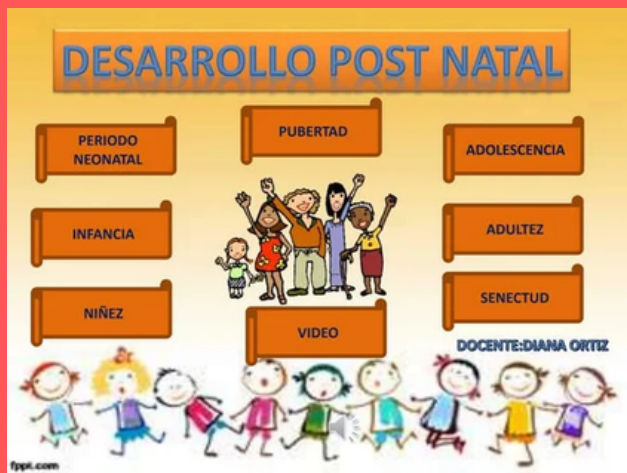 DESARROLLO POST NATAL
PERIODO
NEONATAL
INFANCIA
NIÑEZ
PUBERTAD
VIDEO
ADOLESCENCIA
ADULTEZ
SENECTUD
DOCENTE:DIANA ORTIZ
fppt.com